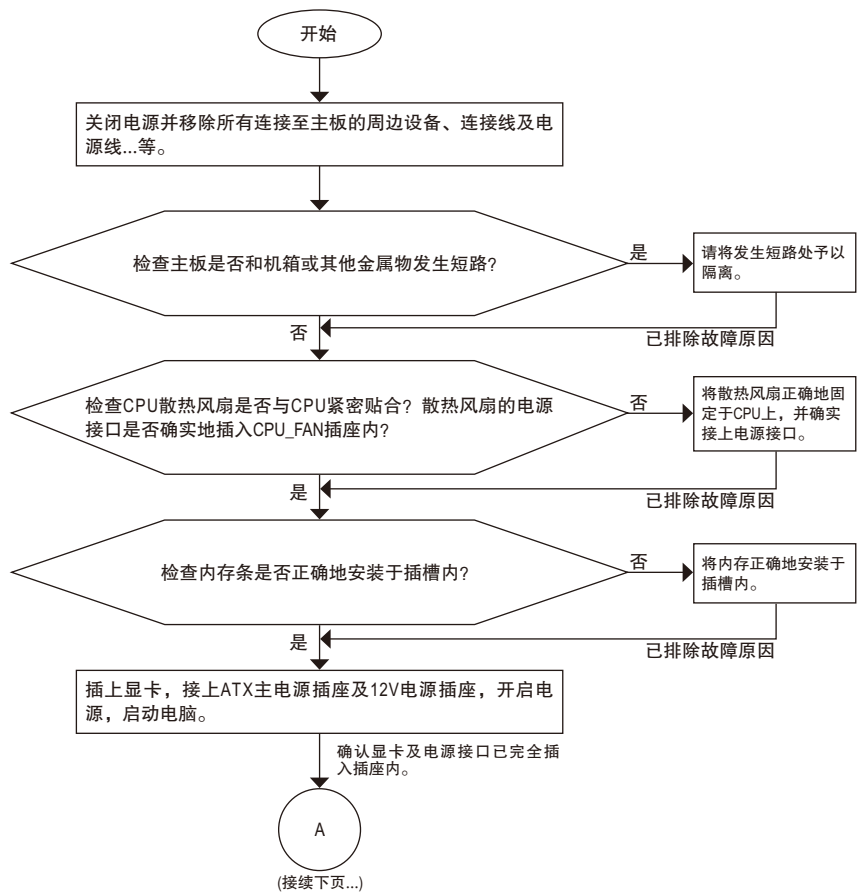 开始
关闭电源并移除所有连接至主板的周边设备、连接线及电
源线...等。
检查主板是否和机箱或其他金属物发生短路？
是
请将发生短路处予以
隔离。
已排除故障原因
否
检查CPU散热风扇是否与CPU紧密贴合？散热风扇的电源
接口是否确实地插入CPU_FAN插座内？
否
将散热风扇正确地固
定于CPU上，并确实
接上电源接口。
已排除故障原因
是
检查内存条是否正确地安装于插槽内？
否
将内存正确地安装于
插槽内。
已排除故障原因
是
插上显卡，接上ATX主电源插座及12V电源插座，开启电
源，启动电脑。
确认显卡及电源接口已完全插
入插座内。
A
(接续下页...)